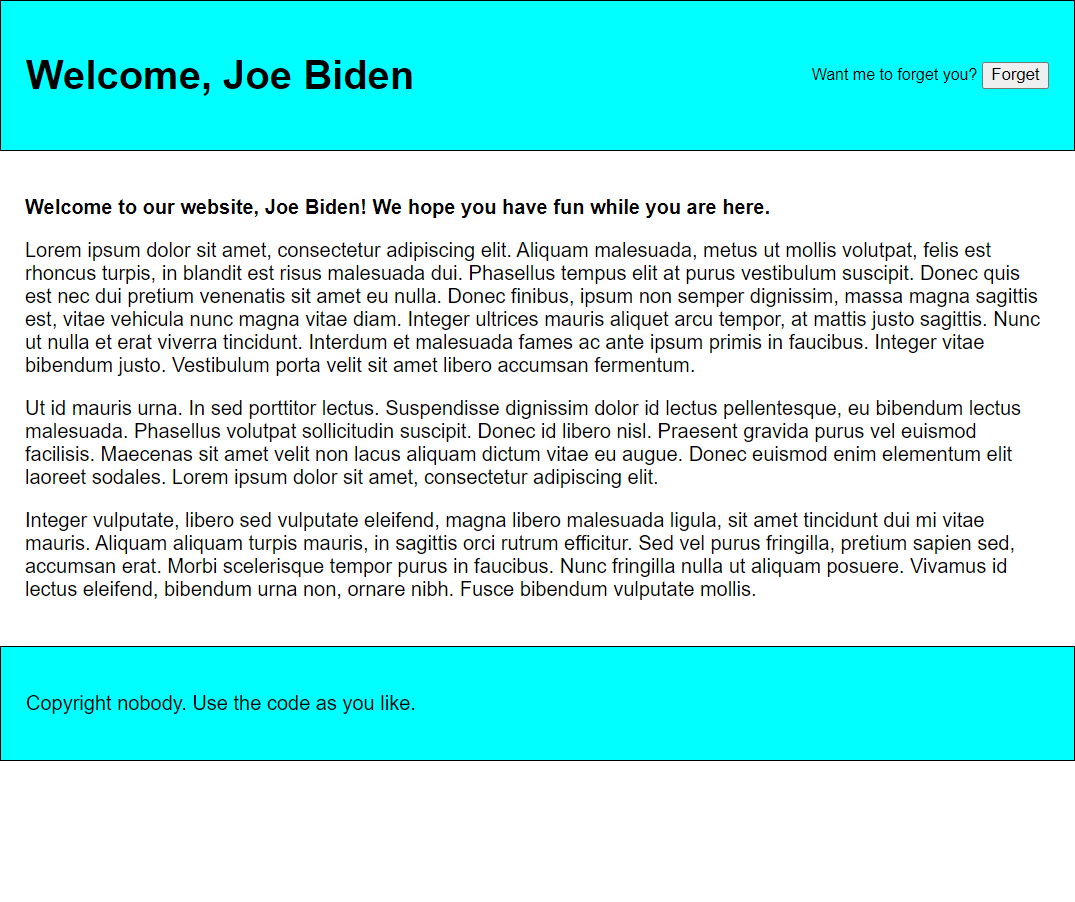 Welcome, Joe Biden
Want me to forget you? Forget
Welcome to our website, Joe Biden! We hope you have fun while you are here.
Lorem ipsum dolor sit amet, consectetur adipiscing elit. Aliquam malesuada, metus ut mollis volutpat, felis est
rhoncus turpis, in blandit est risus malesuada dui. Phasellus tempus elit at purus vestibulum suscipit. Donec quis
est nec dui pretium venenatis sit amet eu nulla. Donec finibus, ipsum non semper dignissim, massa magna sagittis
est, vitae vehicula nunc magna vitae diam. Integer ultrices mauris aliquet arcu tempor, at mattis justo sagittis. Nunc
ut nulla et erat viverra tincidunt. Interdum et malesuada fames ac ante ipsum primis in faucibus. Integer vitae
bibendum justo. Vestibulum porta velit sit amet libero accumsan fermentum.
Ut id mauris urna. In sed porttitor lectus. Suspendisse dignissim dolor id lectus pellentesque, eu bibendum lectus
malesuada. Phasellus volutpat sollicitudin suscipit. Donec id libero nisl. Praesent gravida purus vel euismod
facilisis. Maecenas sit amet velit non lacus aliquam dictum vitae eu augue. Donec euismod enim elementum elit
laoreet sodales. Lorem ipsum dolor sit amet, consectetur adipiscing elit.
Integer vulputate, libero sed vulputate eleifend, magna libero malesuada ligula, sit amet tincidunt dui mi vitae
mauris. Aliquam aliquam turpis mauris, in sagittis orci rutrum efficitur. Sed vel purus fringilla, pretium sapien sed,
accumsan erat. Morbi scelerisque tempor purus in faucibus. Nunc fringilla nulla ut aliquam posuere. Vivamus id
lectus eleifend, bibendum urna non, ornare nibh. Fusce bibendum vulputate mollis.
Copyright nobody. Use the code as you like.